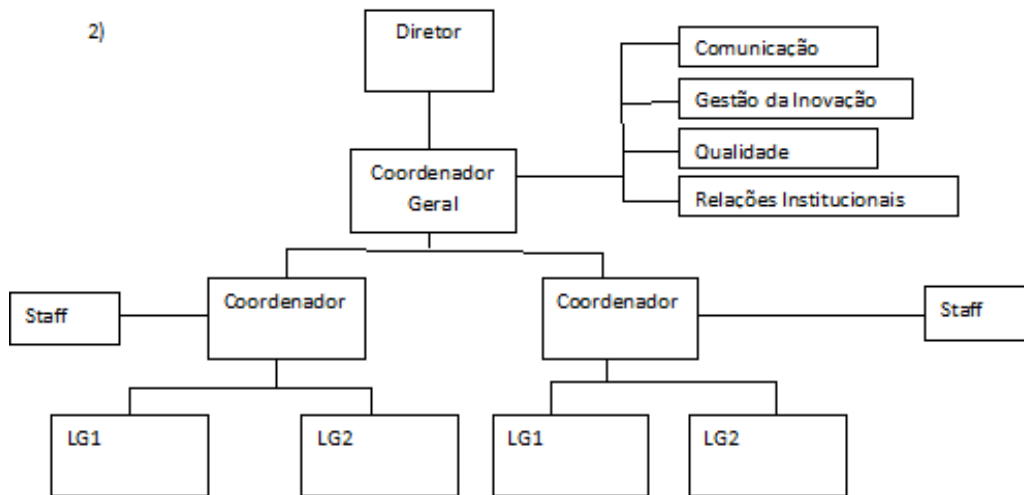 2)
Diretor
Comunicação
Gestão da Inovação
Qualidade
Relações Institucionais
Coordenador
Geral
Staff
Coordenador
Coordenador
Staff
LG1
LG2
LG1
LG2